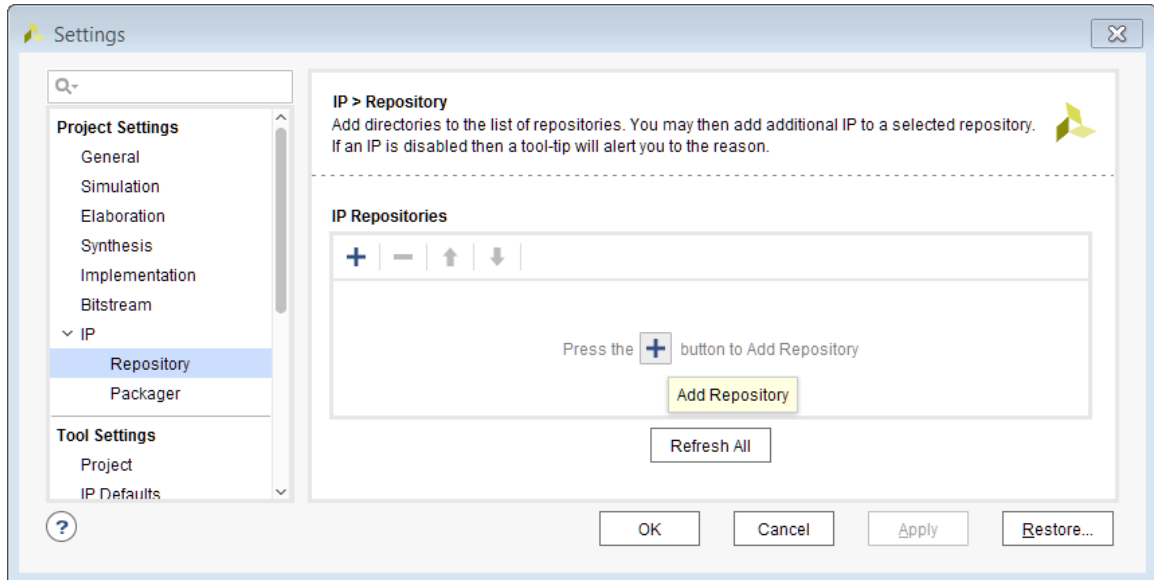 Settings
Project Settings
General
Simulation
Elaboration
Synthesis
Implementation
Bitstream
IP
Repository
Packager
Tool Settings
Project
IP Defaults
IP > Repository
Add directories to the list of repositories. You may then add additional IP to a selected repository.
If an IP is disabled then a tool-tip will alert you to the reason.
IP Repositories
Press the + button to Add Repository
Add Repository
Refresh All
?
OK
Cancel
Apply
Restore...